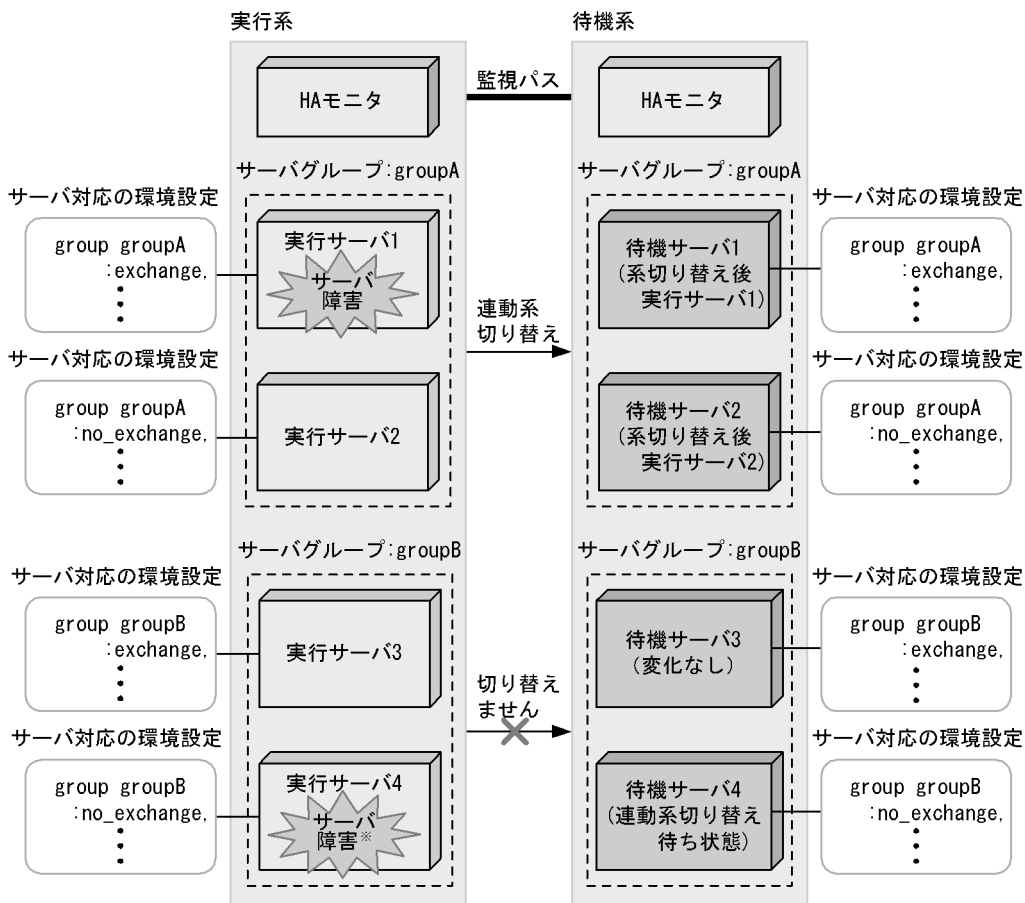 実行系
待機系
HAモニタ
監視パス
HAモニタ
サーバグループ:groupA
サーバグループ:groupA
サーバ対応の環境設定
group groupA
:exchange,
実行サーバ1
サーバ
障害
待機サーバ1
(系切り替え後
実行サーバ1)
サーバ対応の環境設定
group groupA
:exchange,
連動系
切り替え
サーバ対応の環境設定
group groupA
:no_exchange,
実行サーバ2
待機サーバ2
(系切り替え後
実行サーバ2)
サーバ対応の環境設定
group groupA
:no_exchange,
サーバグループ:groupB
サーバグループ:groupB
サーバ対応の環境設定
group groupB
:exchange,
実行サーバ3
待機サーバ3
(変化なし)
サーバ対応の環境設定
group groupB
:exchange,
切り替え
ません
サーバ対応の環境設定
group groupB
:no_exchange,
実行サーバ4
サーバ
障害※
待機サーバ4
(連動系切り替え
待ち状態)
サーバ対応の環境設定
group groupB
:no_exchange,